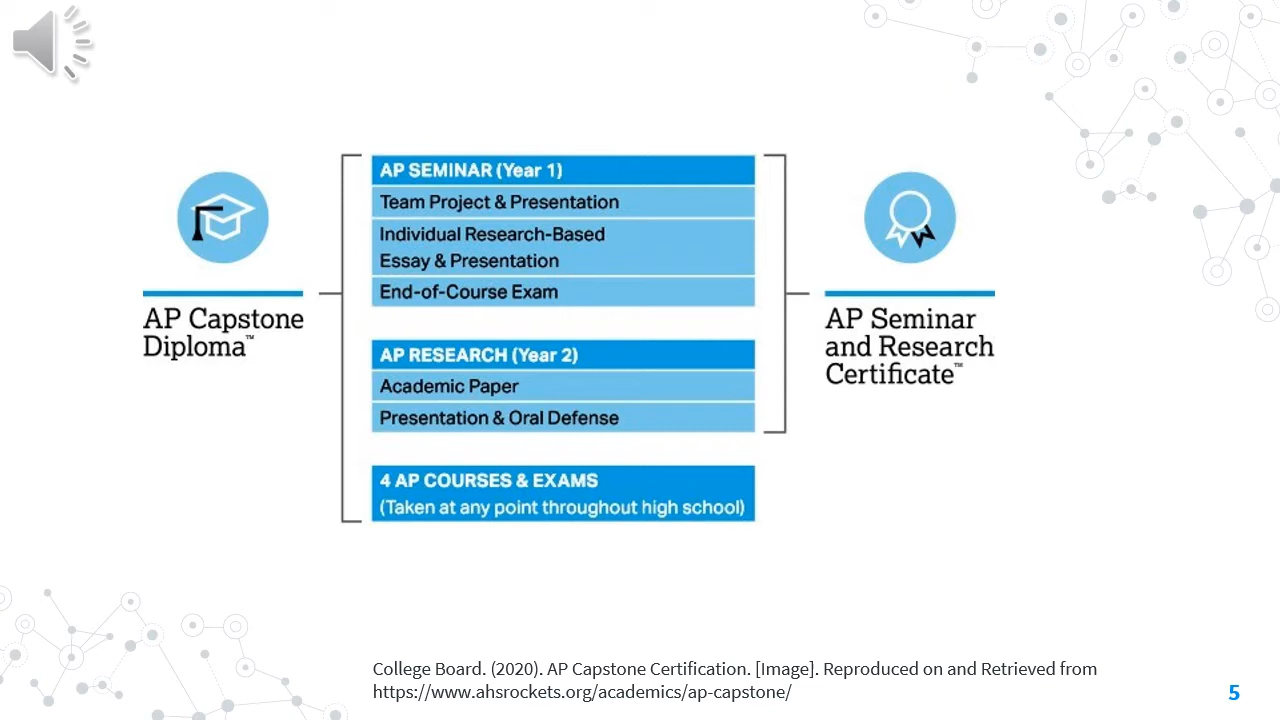 AP Capstone
Diploma™
AP SEMINAR (Year 1)
Team Project & Presentation
Individual Research-Based
Essay & Presentation
End-of-Course Exam
AP RESEARCH (Year 2)
Academic Paper
Presentation & Oral Defense
4 AP COURSES & EXAMS
(Taken at any point throughout high school)
AP Seminar
and Research
Certificate™
College Board. (2020). AP Capstone Certification. [Image]. Reproduced on and Retrieved from
https://www.ahsrockets.org/academics/ap-capstone/
5